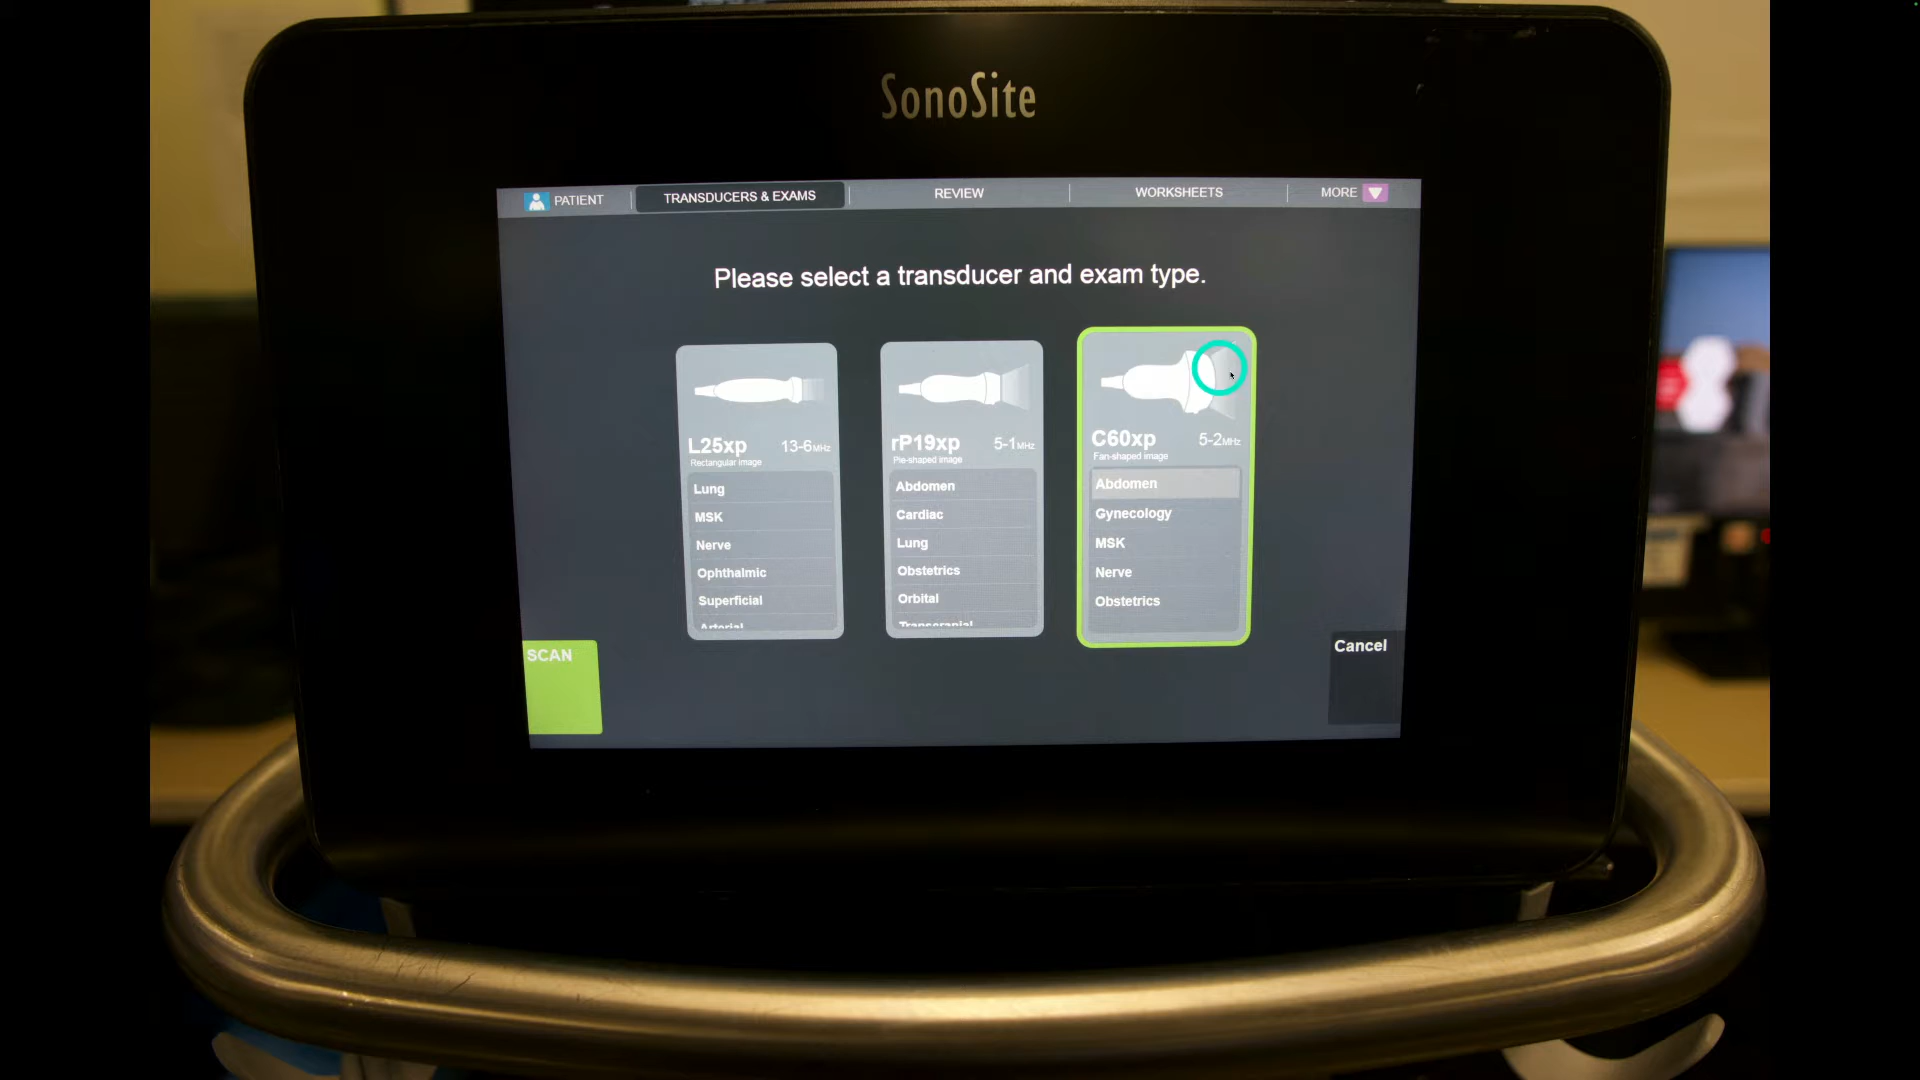 SonoSite
PATIENT
TRANSDUCERS & EXAMS
REVIEW
WORKSHEETS
MORE
Please select a transducer and exam type.
L25xp 13-6MHz
Rectangular image
Lung
MSK
Nerve
Ophthalmic
Superficial
Arterial
rP19xp 5-1MHz
Pie-shaped image
Abdomen
Cardiac
Lung
Obstetrics
Orbital
Transcranial
C60xp 5-2MHz
Fan-shaped image
Abdomen
Gynecology
MSK
Nerve
Obstetrics
SCAN
Cancel